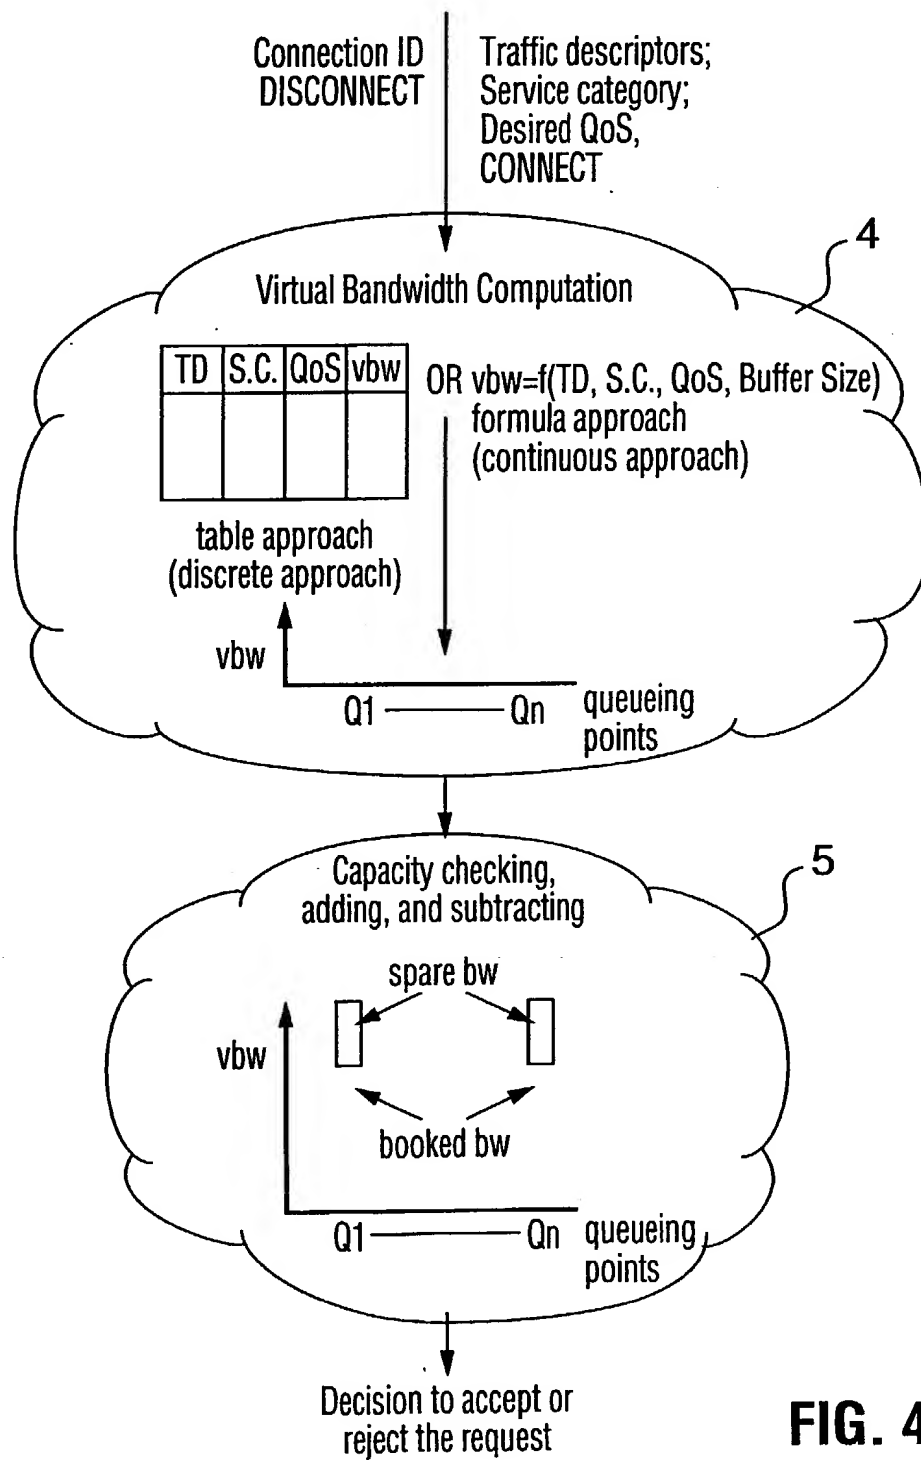 Connection ID
DISCONNECT
Traffic descriptors;
Service category;
Desired QoS,
CONNECT
4
Virtual Bandwidth Computation
TD S.C. QoS vbw
OR vbw=f(TD, S.C., QoS, Buffer Size)
formula approach
(continuous approach)
table approach
(discrete approach)
vbw
Q1 Qn queueing
points
5
Capacity checking,
adding, and subtracting
spare bw
vbw
booked bw
Q1 Qn queueing
points
Decision to accept or
reject the request
FIG. 4